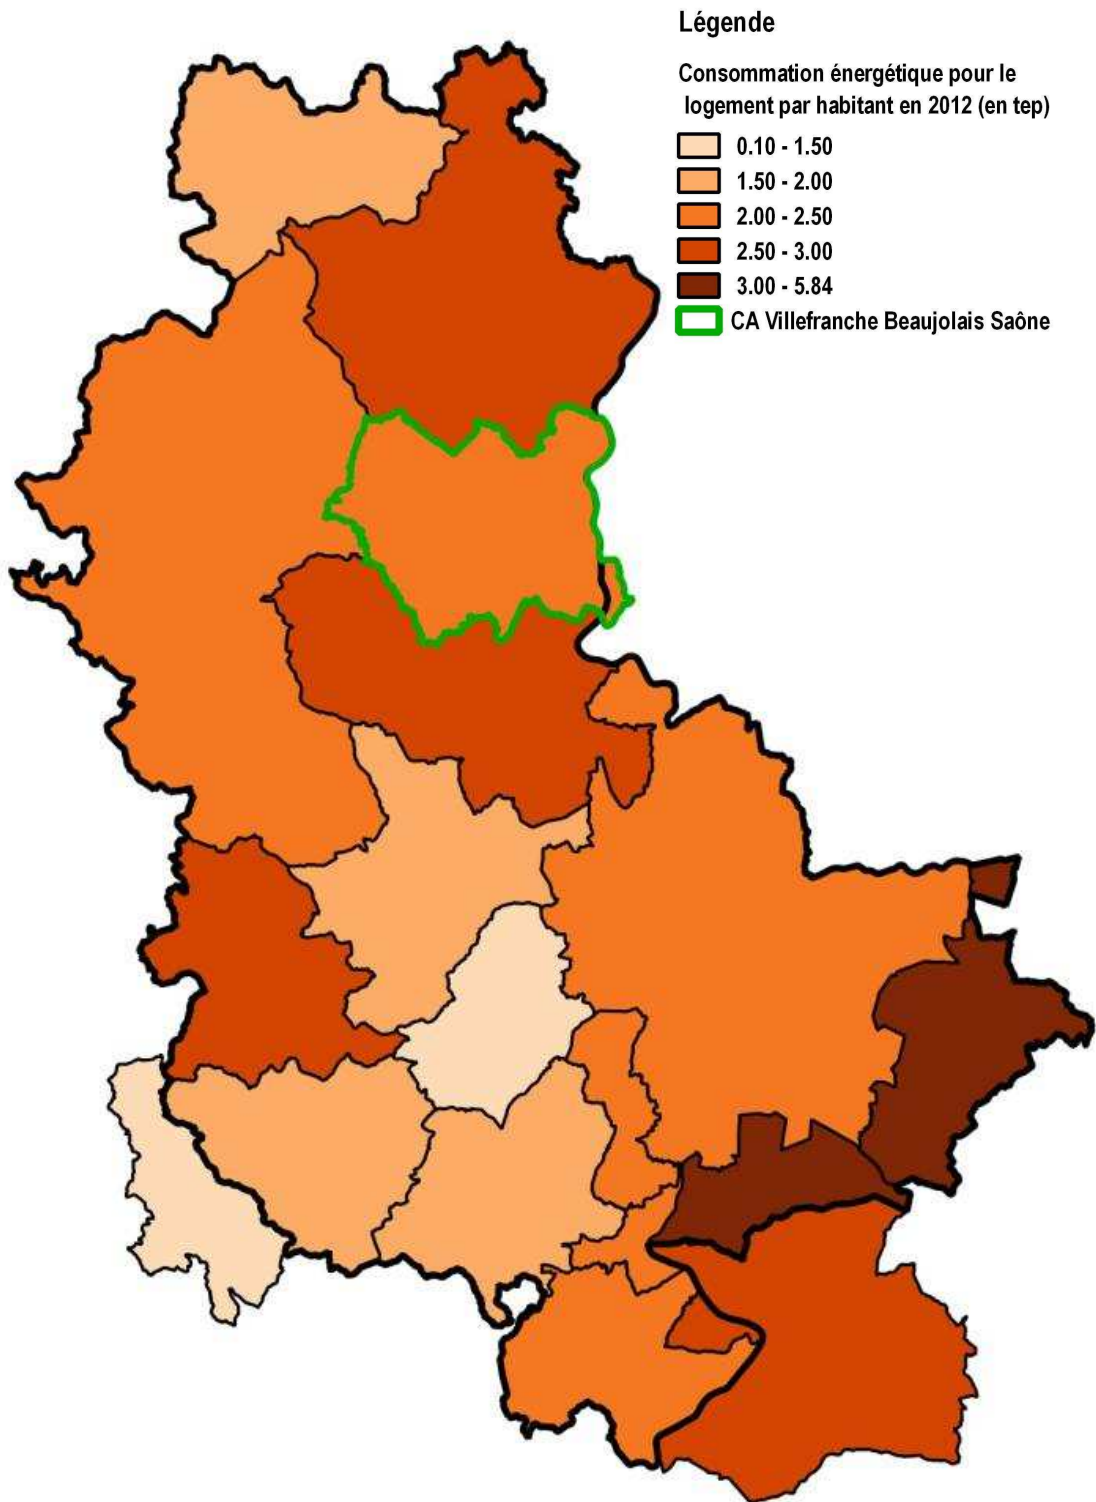 Légende
Consommation énergétique pour le
logement par habitant en 2012 (en tep)
0.10 - 1.50
1.50 - 2.00
2.00 - 2.50
2.50 - 3.00
3.00 - 5.84
CA Villefranche Beaujolais Saône